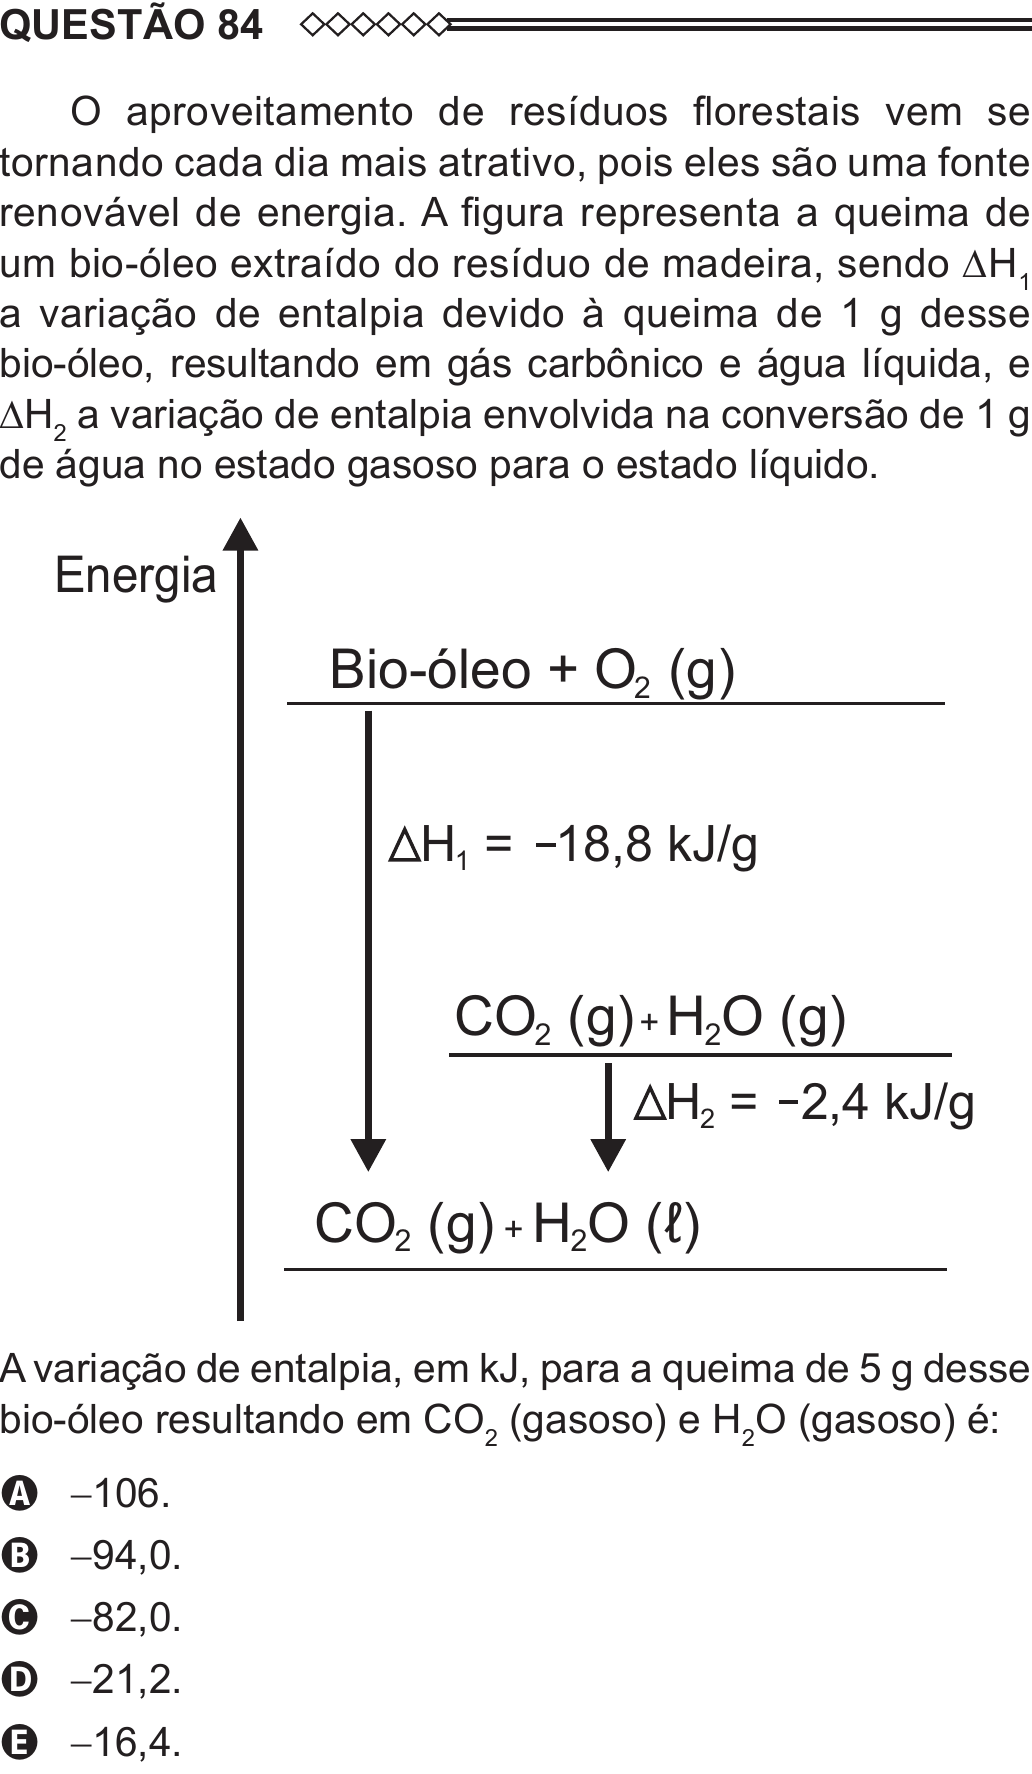 QUESTÃO 84
O aproveitamento de resíduos florestais vem se
tornando cada dia mais atrativo, pois eles são uma fonte
renovável de energia. A figura representa a queima de
um bio-óleo extraído do resíduo de madeira, sendo ΔH₁
a variação de entalpia devido à queima de 1 g desse
bio-óleo, resultando em gás carbônico e água líquida, e
ΔH₂ a variação de entalpia envolvida na conversão de 1 g
de água no estado gasoso para o estado líquido.
Energia
Bio-óleo + O₂ (g)
ΔH₁ = −18,8 kJ/g
CO₂ (g) + H₂O (g)
ΔH₂ = −2,4 kJ/g
CO₂ (g) + H₂O (ℓ)
A variação de entalpia, em kJ, para a queima de 5 g desse
bio-óleo resultando em CO₂ (gasoso) e H₂O (gasoso) é:
A –106.
B –94,0.
C –82,0.
D –21,2.
E –16,4.